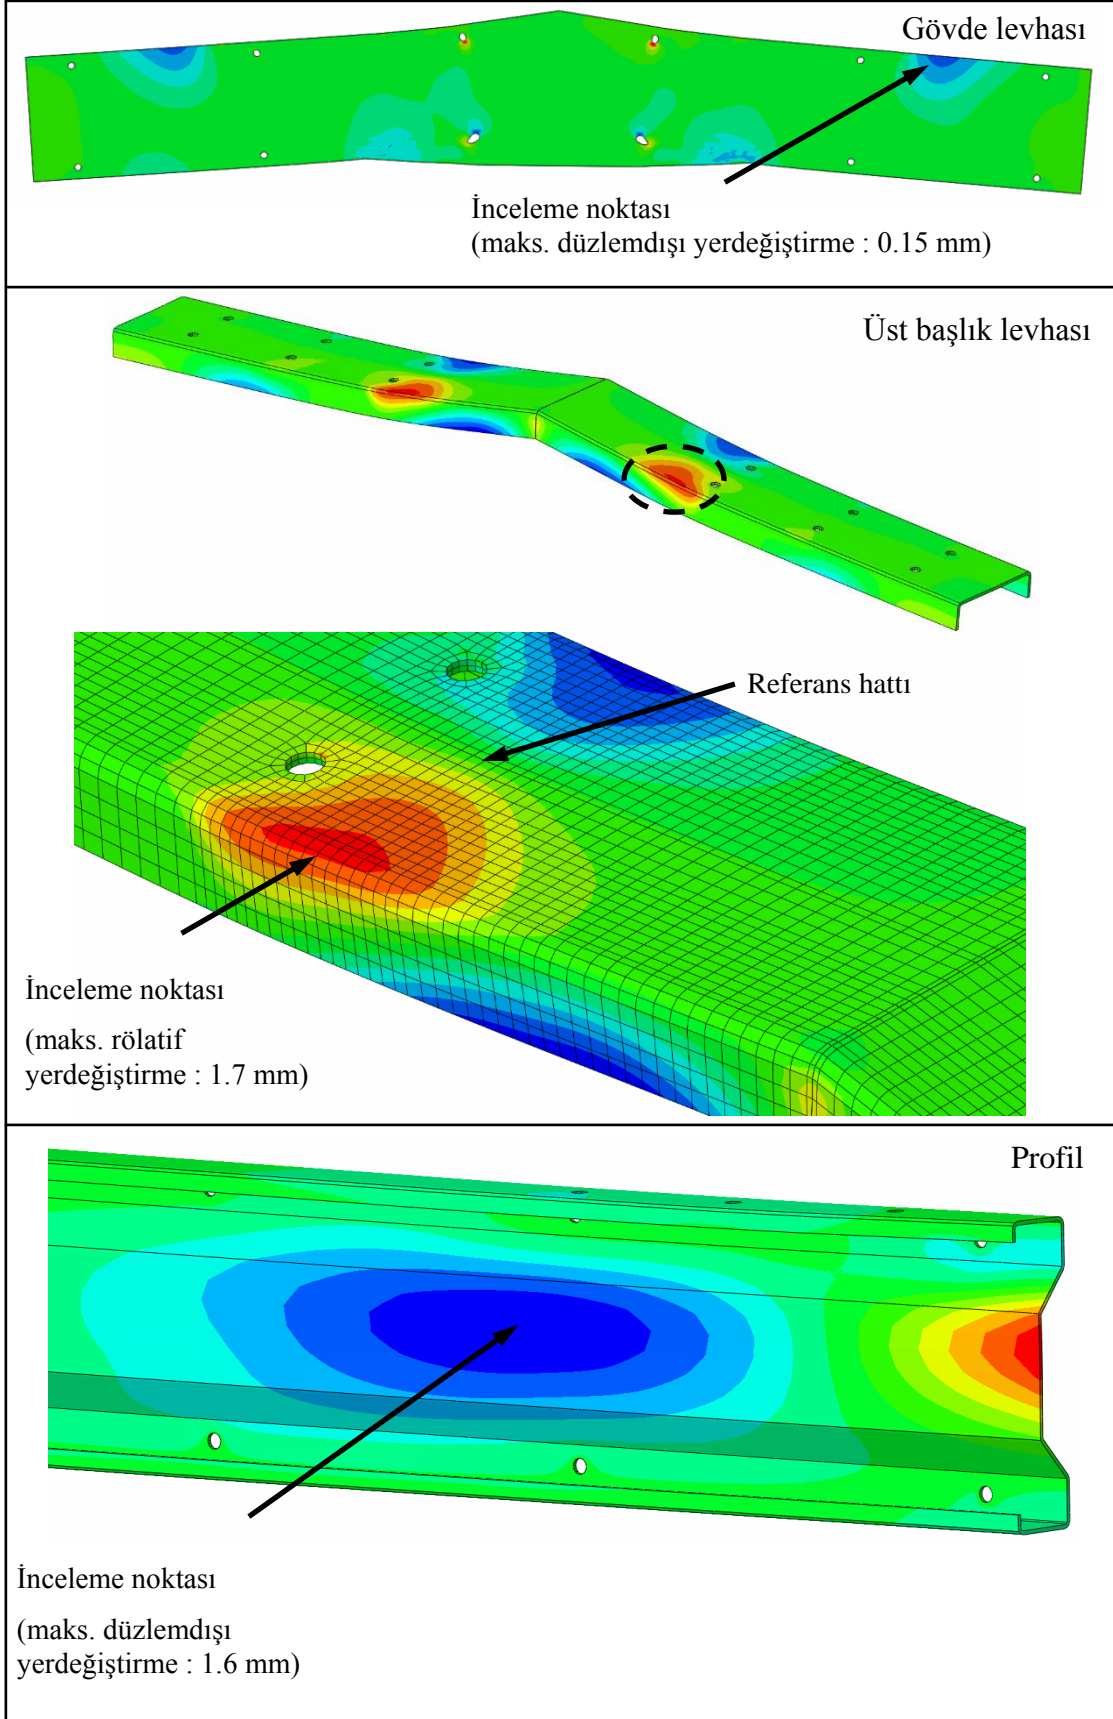 Gövde levhası
İnceleme noktası
(maks. düzlemdışı yerdeğiştirme : 0.15 mm)
Üst başlık levhası
Referans hattı
İnceleme noktası
(maks. rölatif
yerdeğiştirme : 1.7 mm)
Profil
İnceleme noktası
(maks. düzlemdışı
yerdeğiştirme : 1.6 mm)